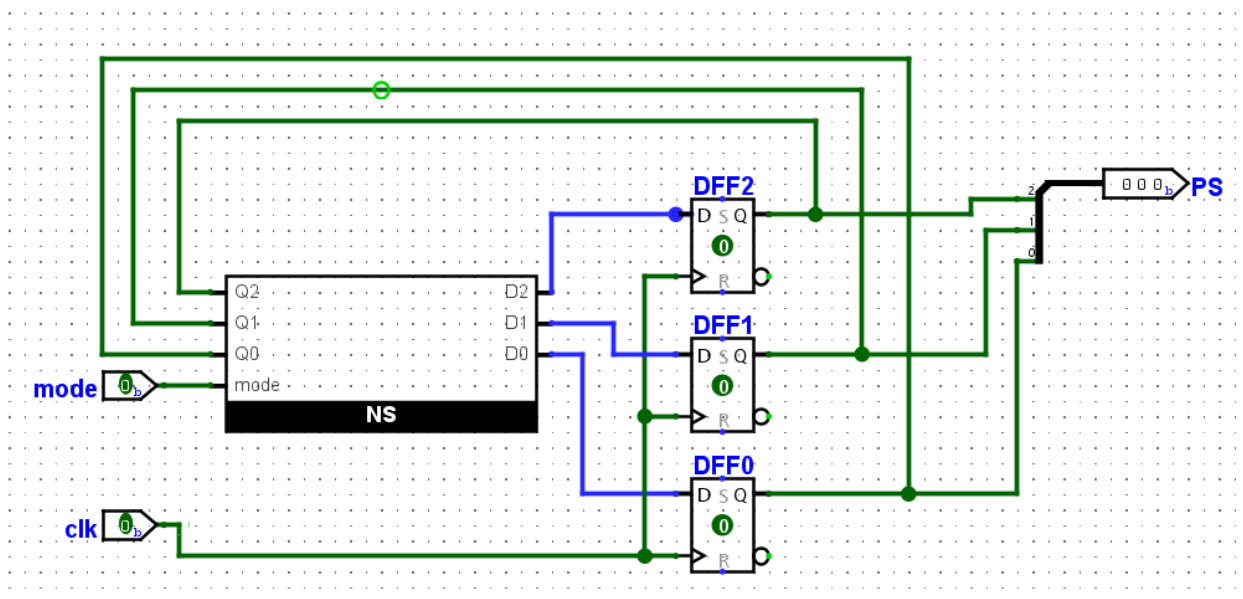 DFF2
2
000b
PS
D S Q
1
0
0
R
Q2
D2
Q1
D1
DFF1
Q0
D0
D S Q
mode
0b
mode
0
NS
R
DFF0
D S Q
clk
0b
0
R